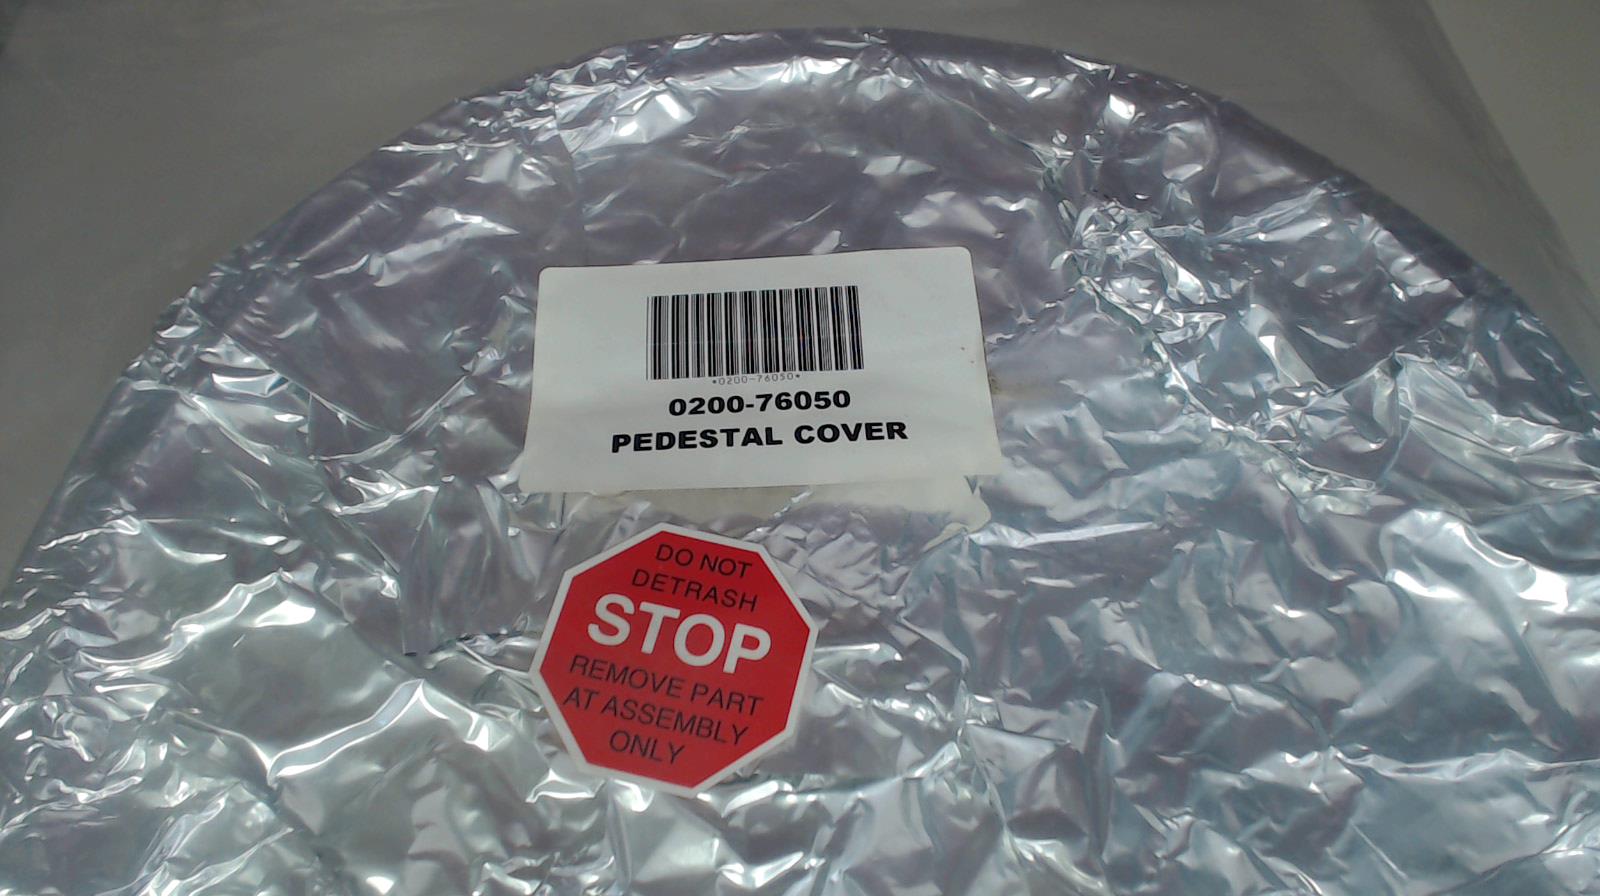 *0200-76050*
0200-76050
PEDESTAL COVER
DO NOT
DETRASH
STOP
REMOVE PART
AT ASSEMBLY
ONLY